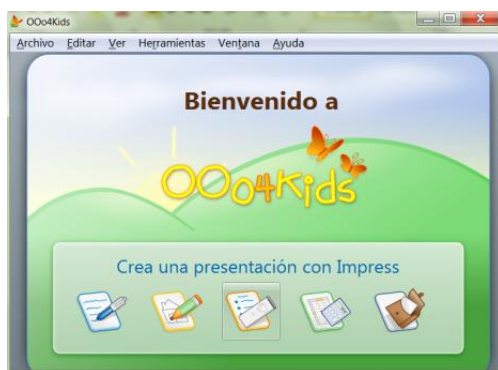 OOo4Kids
Archivo Editar Ver Herramientas Ventana Ayuda
Bienvenido a
OOo4Kids
Crea una presentación con Impress